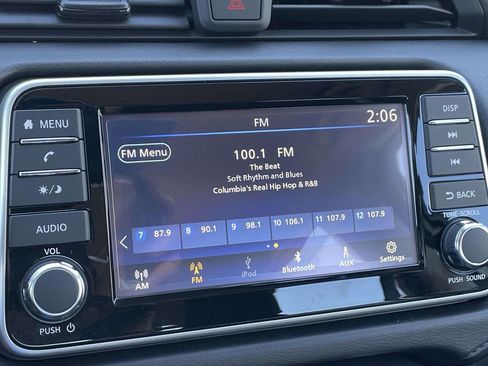 FM
2:06
MENU
DISP
FM Menu
100.1 FM
The Beat
Soft Rhythm and Blues
Columbia's Real Hip Hop & R&B
BACK
TUNE·SCROLL
AUDIO
7 87.9 8 90.1 9 98.1 10 106.1 11 107.9 12 107.9
VOL
AM
FM
iPod
Bluetooth
AUX
Settings
PUSH
PUSH SOUND